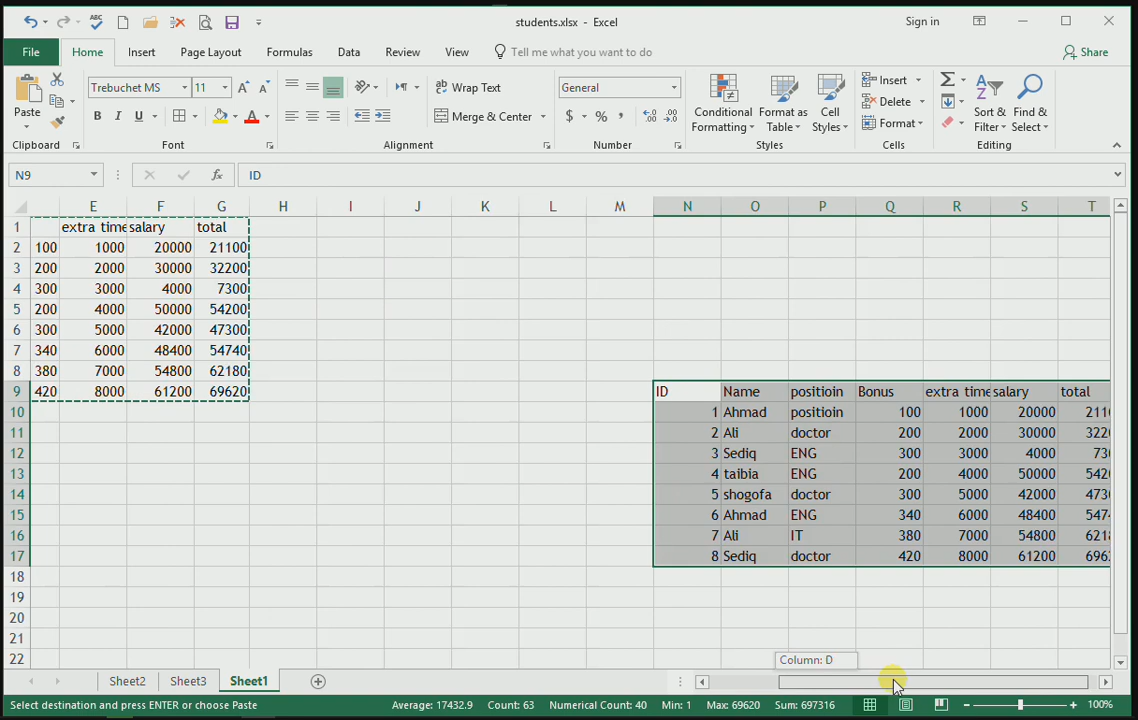 students.xlsx - Excel
Sign in
File Home Insert Page Layout Formulas Data Review View Tell me what you want to do Share
Paste
Trebuchet MS 11
Wrap Text
General
B I U
Merge & Center
$ % ,
Conditional Formatting
Format as Table
Cell Styles
Insert
Delete
Format
Sort & Filter
Find & Select
Clipboard Font Alignment Number Styles Cells Editing
N9 fx ID
E F G H I J K L M N O P Q R S T
1 extra time salary total
2 100 1000 20000 21100
3 200 2000 30000 32200
4 300 3000 4000 7300
5 200 4000 50000 54200
6 300 5000 42000 47300
7 340 6000 48400 54740
8 380 7000 54800 62180
9 420 8000 61200 69620 ID Name positioin Bonus extra time salary total
10 1 Ahmad positioin 100 1000 20000 2110
11 2 Ali doctor 200 2000 30000 3220
12 3 Sediq ENG 300 3000 4000 730
13 4 taibia ENG 200 4000 50000 5420
14 5 shogofa doctor 300 5000 42000 4730
15 6 Ahmad ENG 340 6000 48400 547
16 7 Ali IT 380 7000 54800 621
17 8 Sediq doctor 420 8000 61200 696
18
19
20
21
22
Column: D
Sheet2 Sheet3 Sheet1
Select destination and press ENTER or choose Paste Average: 17432.9 Count: 63 Numerical Count: 40 Min: 1 Max: 69620 Sum: 697316 100%